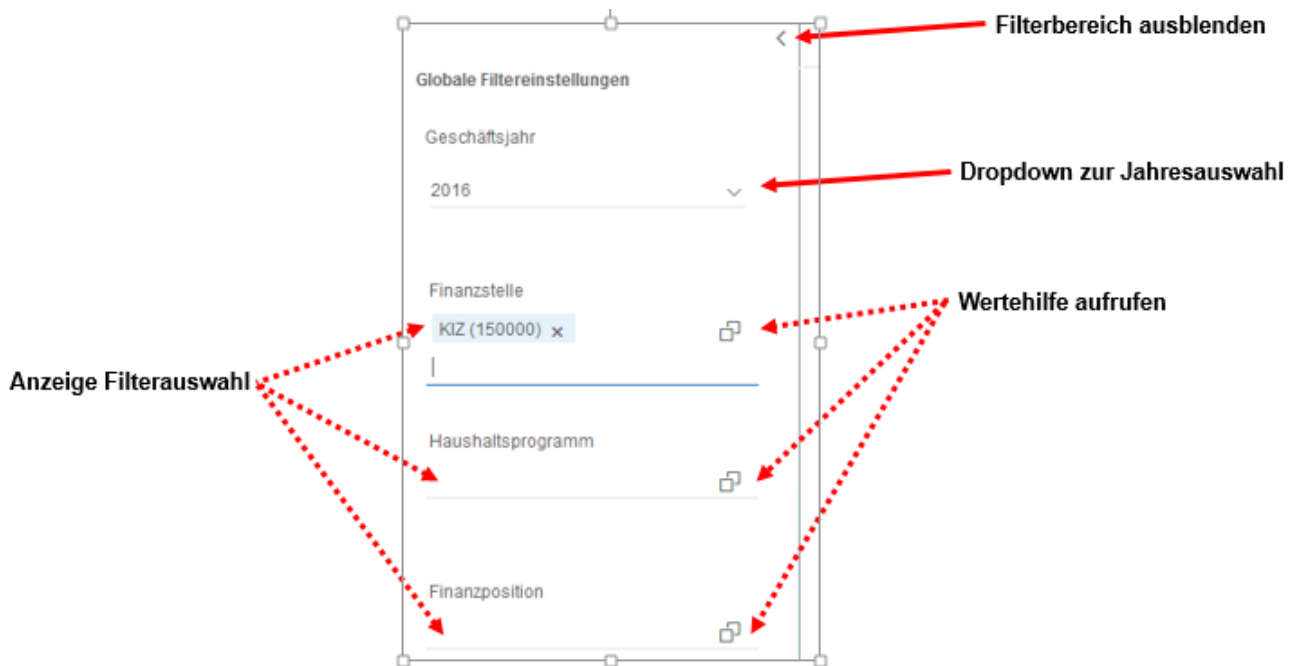 Filterbereich ausblenden
Globale Filtereinstellungen
Geschäftsjahr
Dropdown zur Jahresauswahl
2016
Finanzstelle
Wertehilfe aufrufen
KIZ (150000) ×
Anzeige Filterauswahl
Haushaltsprogramm
Finanzposition